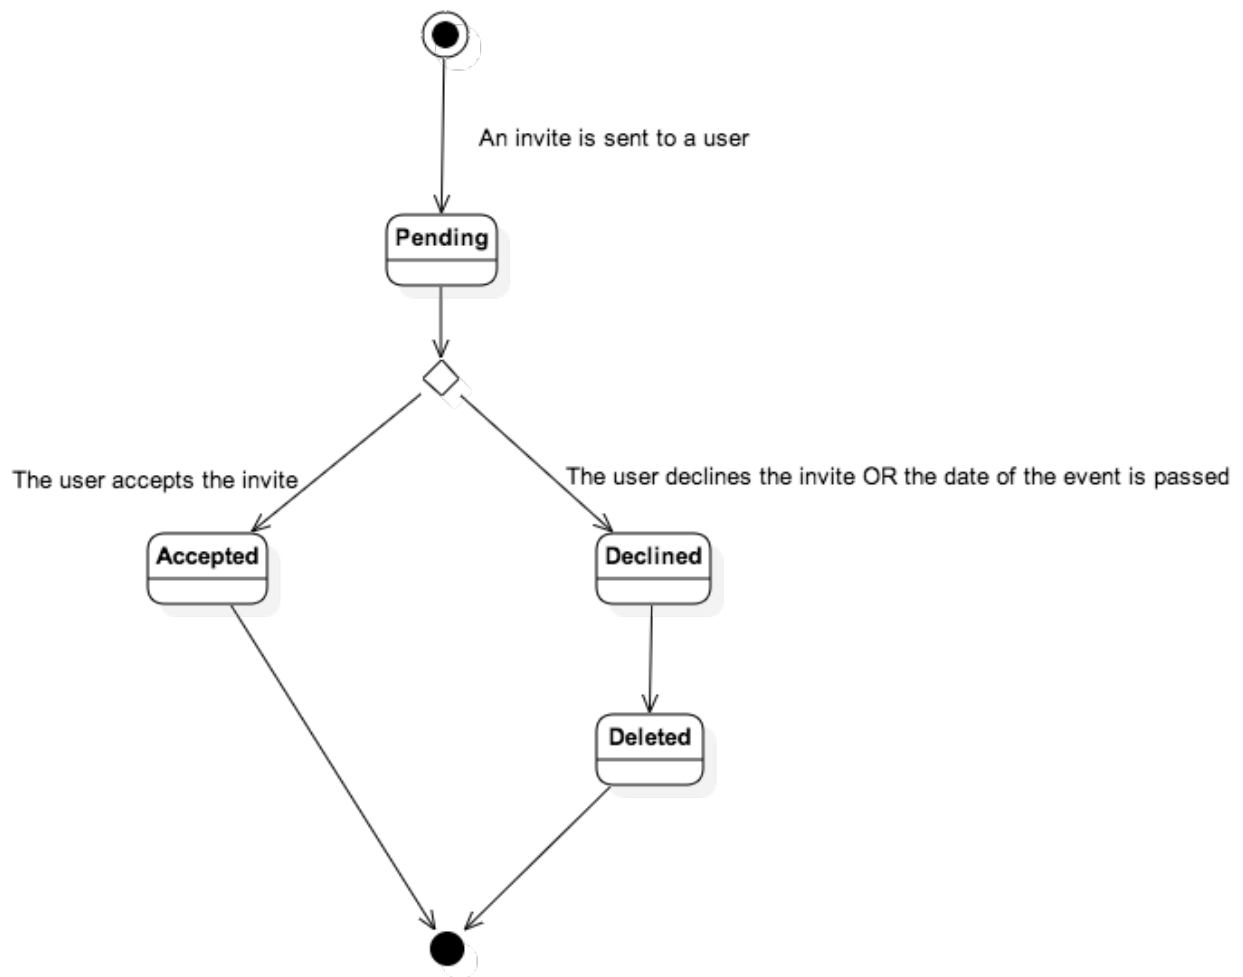 An invite is sent to a user
Pending
The user accepts the invite
The user declines the invite OR the date of the event is passed
Accepted
Declined
Deleted